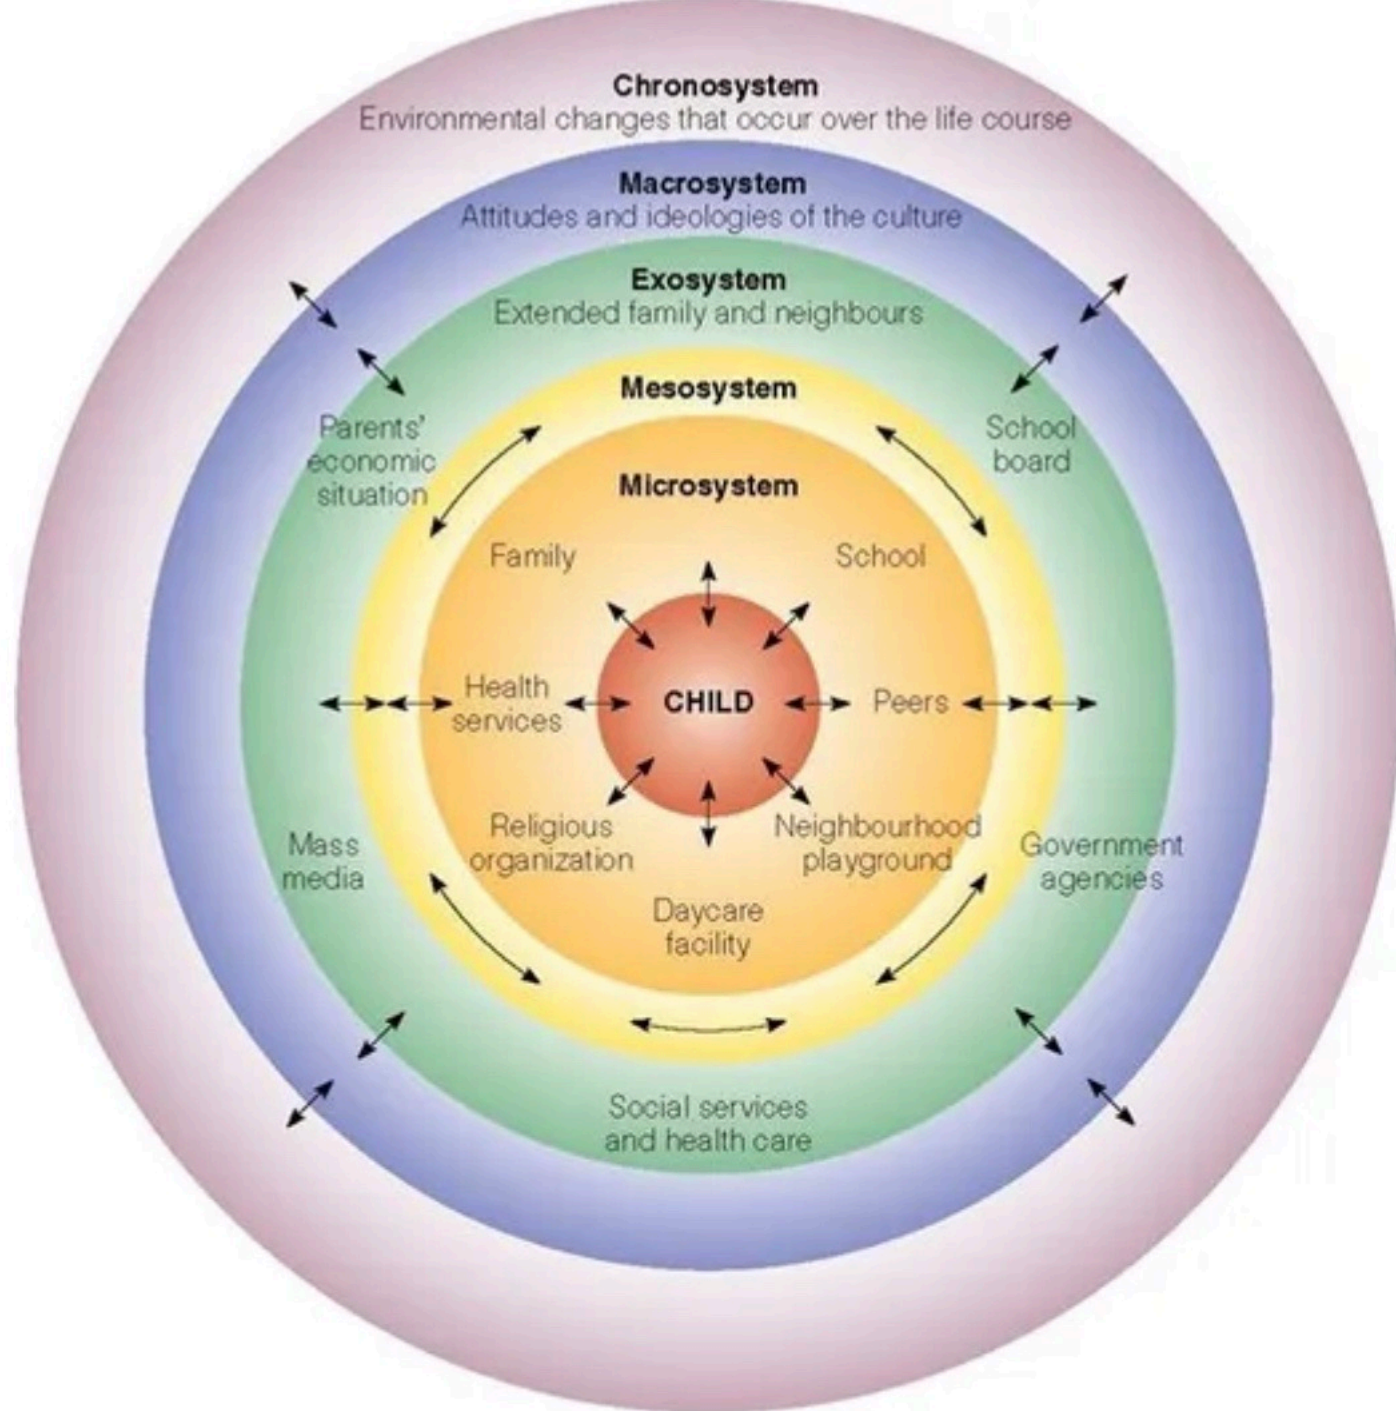 Chronosystem
Environmental changes that occur over the life course
Macrosystem
Attitudes and ideologies of the culture
Exosystem
Extended family and neighbours
Mesosystem
Parents'
economic
situation
School
board
Microsystem
Family
School
Health
services
CHILD
Peers
Religious
organization
Neighbourhood
playground
Mass
media
Government
agencies
Daycare
facility
Social services
and health care